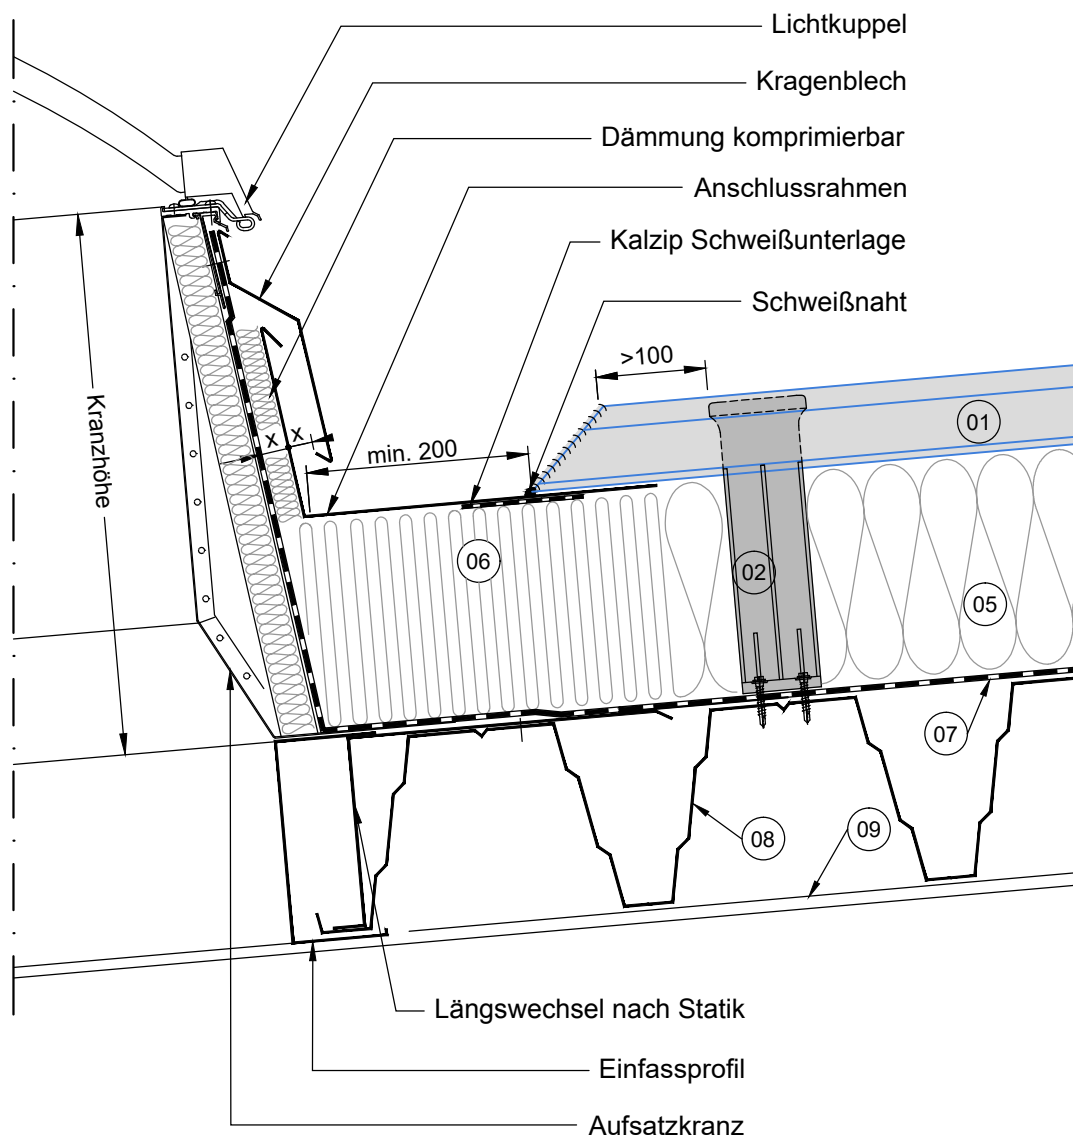 Lichtkuppel
Kragenblech
Dämmung komprimierbar
Anschlussrahmen
Kalzip Schweißunterlage
Schweißnaht
>100
01
Kranzhöhe
x x
min. 200
06
02
05
07
08
09
Längswechsel nach Statik
Einfassprofil
Aufsatzkranz